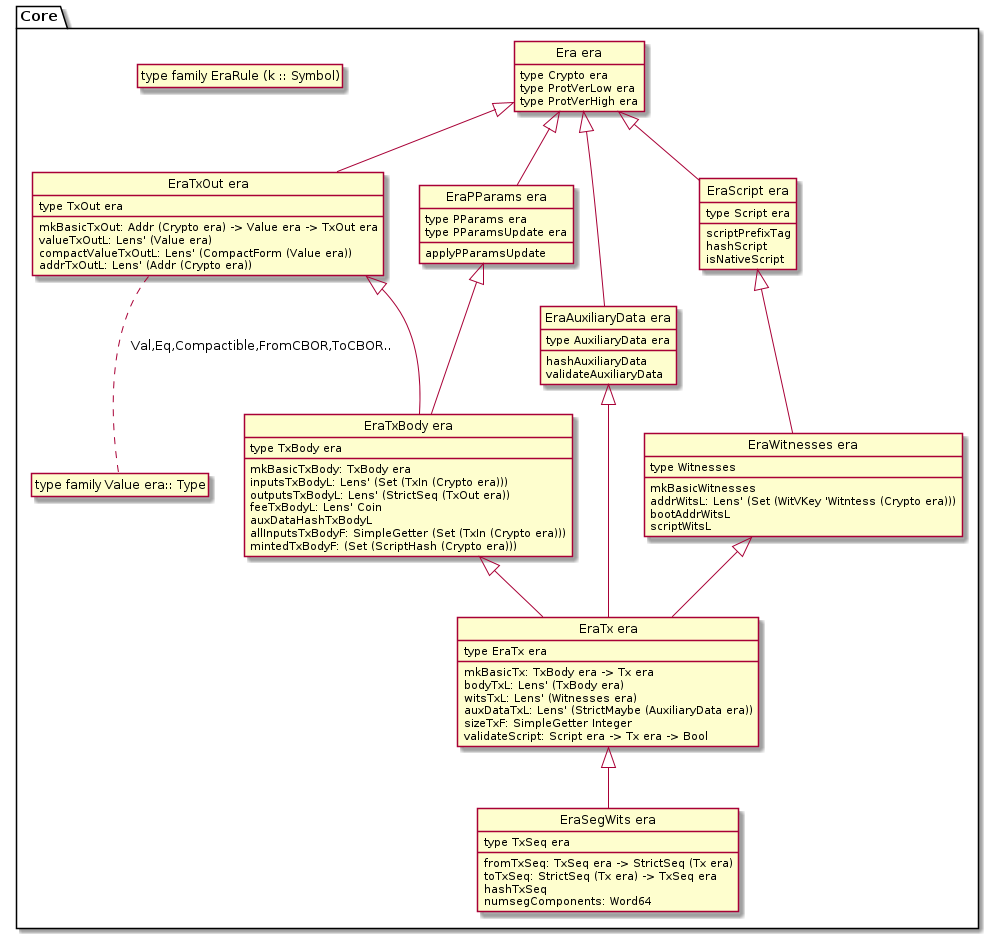 Core
Era era
type Crypto era
type ProtVerLow era
type ProtVerHigh era
type family EraRule (k :: Symbol)
EraTxOut era
type TxOut era
mkBasicTxOut: Addr (Crypto era) -> Value era -> TxOut era
valueTxOutL: Lens' (Value era)
compactValueTxOutL: Lens' (CompactForm (Value era))
addrTxOutL: Lens' (Addr (Crypto era))
EraPParams era
type PParams era
type PParamsUpdate era
applyPParamsUpdate
EraScript era
type Script era
scriptPrefixTag
hashScript
isNativeScript
EraAuxiliaryData era
type AuxiliaryData era
hashAuxiliaryData
validateAuxiliaryData
Val,Eq,Compactible,FromCBOR,ToCBOR..
type family Value era:: Type
EraTxBody era
type TxBody era
mkBasicTxBody: TxBody era
inputsTxBodyL: Lens' (Set (TxIn (Crypto era)))
outputsTxBodyL: Lens' (StrictSeq (TxOut era))
feeTxBodyL: Lens' Coin
auxDataHashTxBodyL
allInputsTxBodyF: SimpleGetter (Set (TxIn (Crypto era)))
mintedTxBodyF: (Set (ScriptHash (Crypto era)))
EraWitnesses era
type Witnesses
mkBasicWitnesses
addrWitsL: Lens' (Set (WitVKey 'Witntess (Crypto era)))
bootAddrWitsL
scriptWitsL
EraTx era
type EraTx era
mkBasicTx: TxBody era -> Tx era
bodyTxL: Lens' (TxBody era)
witsTxL: Lens' (Witnesses era)
auxDataTxL: Lens' (StrictMaybe (AuxiliaryData era))
sizeTxF: SimpleGetter Integer
validateScript: Script era -> Tx era -> Bool
EraSegWits era
type TxSeq era
fromTxSeq: TxSeq era -> StrictSeq (Tx era)
toTxSeq: StrictSeq (Tx era) -> TxSeq era
hashTxSeq
numsegComponents: Word64